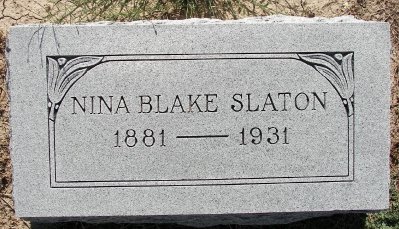 NINA BLAKE SLATON
1881 — 1931